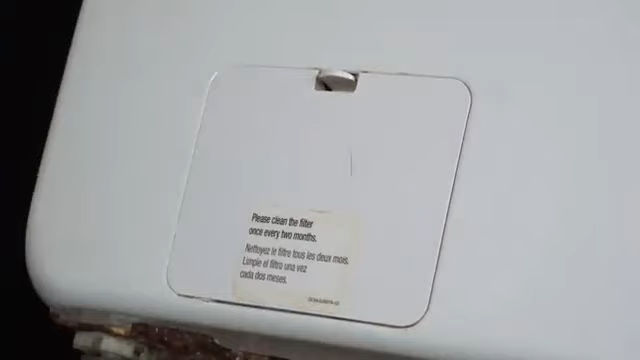 Please clean the filter
once every two months.
Nettoyez le filtre tous les deux mois.
Limpie el filtro una vez
cada dos meses.